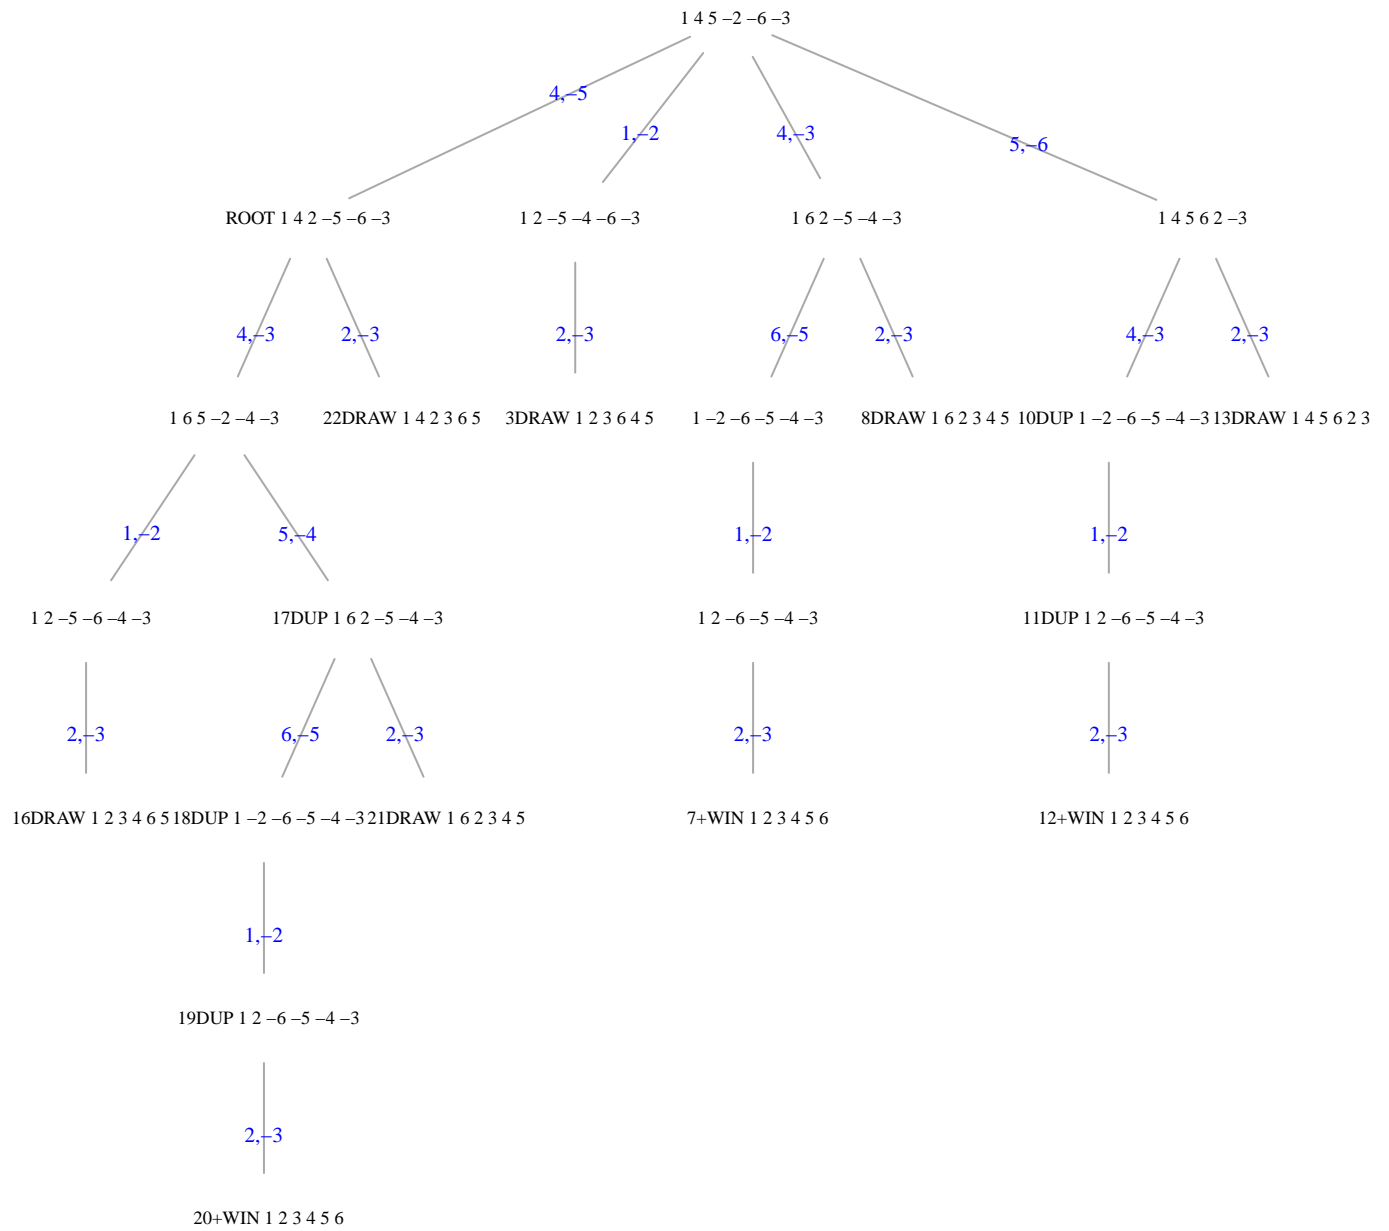 1 4 5 –2 –6 –3
4,–5
1,–2
4,–3
5,–6
ROOT 1 4 2 –5 –6 –3
1 2 –5 –4 –6 –3
1 6 2 –5 –4 –3
1 4 5 6 2 –3
4,–3
2,–3
2,–3
6,–5
2,–3
4,–3
2,–3
1 6 5 –2 –4 –3
22DRAW 1 4 2 3 6 5
3DRAW 1 2 3 6 4 5
1 –2 –6 –5 –4 –3
8DRAW 1 6 2 3 4 5
10DUP 1 –2 –6 –5 –4 –3
13DRAW 1 4 5 6 2 3
1,–2
5,–4
1,–2
1,–2
1 2 –5 –6 –4 –3
17DUP 1 6 2 –5 –4 –3
1 2 –6 –5 –4 –3
11DUP 1 2 –6 –5 –4 –3
2,–3
6,–5
2,–3
2,–3
2,–3
16DRAW 1 2 3 4 6 5
18DUP 1 –2 –6 –5 –4 –3
21DRAW 1 6 2 3 4 5
7+WIN 1 2 3 4 5 6
12+WIN 1 2 3 4 5 6
1,–2
19DUP 1 2 –6 –5 –4 –3
2,–3
20+WIN 1 2 3 4 5 6